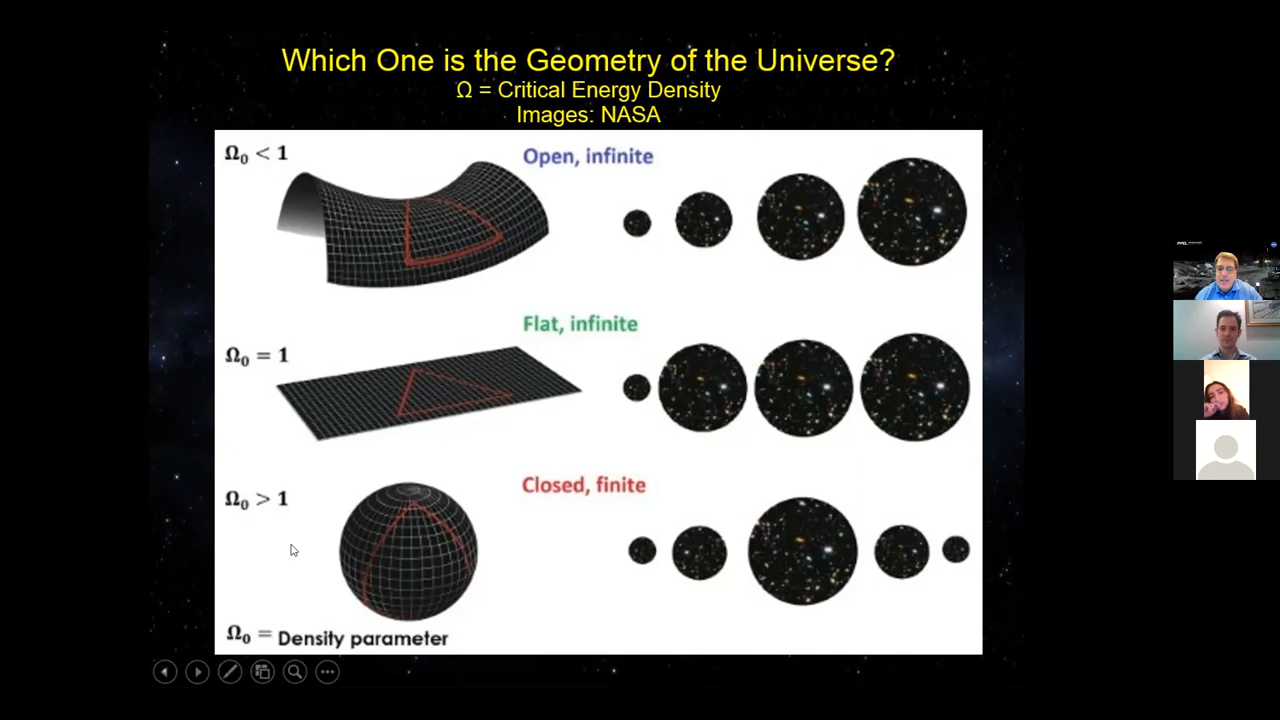 Which One is the Geometry of the Universe?
Ω = Critical Energy Density
Images: NASA
Ω₀ < 1
Open, infinite
Flat, infinite
Ω₀ = 1
Closed, finite
Ω₀ > 1
Ω₀ = Density parameter